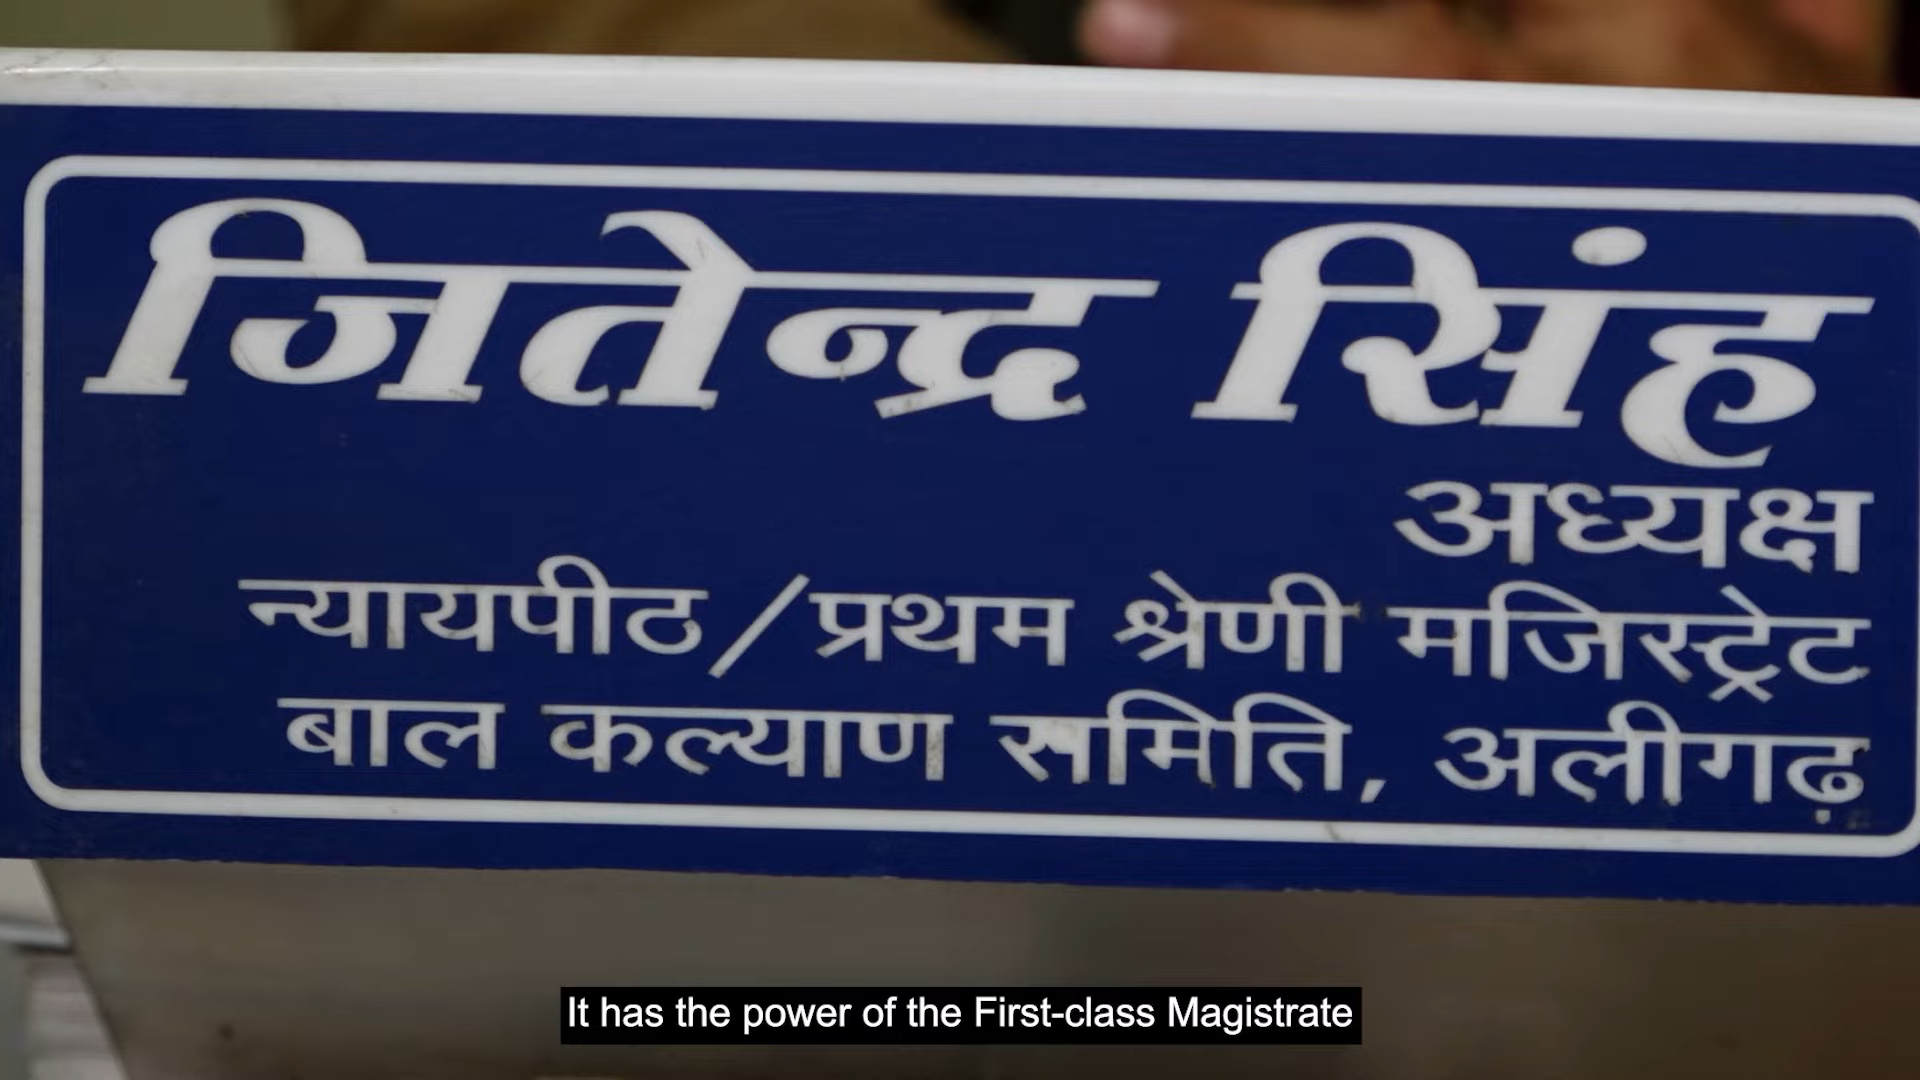 जितेन्द्र सिंह
अध्यक्ष
न्यायपीठ/प्रथम श्रेणी मजिस्ट्रेट
बाल कल्याण समिति, अलीगढ़
It has the power of the First-class Magistrate